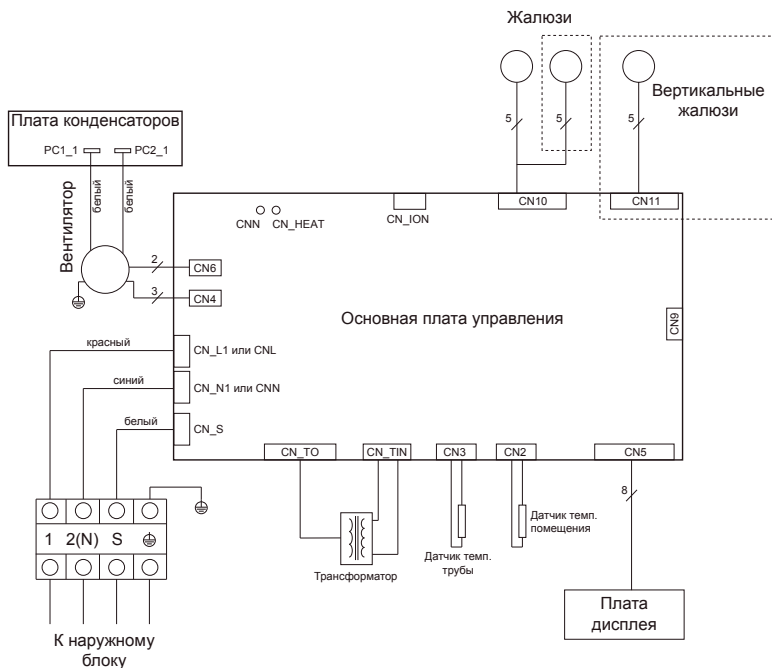 Жалюзи
5
5
5
Вертикальные
жалюзи
Плата конденсаторов
PC1_1
PC2_1
белый
белый
Вентилятор
CNN
CN_HEAT
CN_ION
CN10
CN11
2
CN6
3
CN4
Основная плата управления
CN9
красный
CN_L1 или CNL
синий
CN_N1 или CNN
белый
CN_S
CN_TO
CN_TIN
CN3
CN2
CN5
8
Датчик темп.
помещения
Датчик темп.
трубы
Трансформатор
1 2(N) S
Плата
дисплея
К наружному
блоку